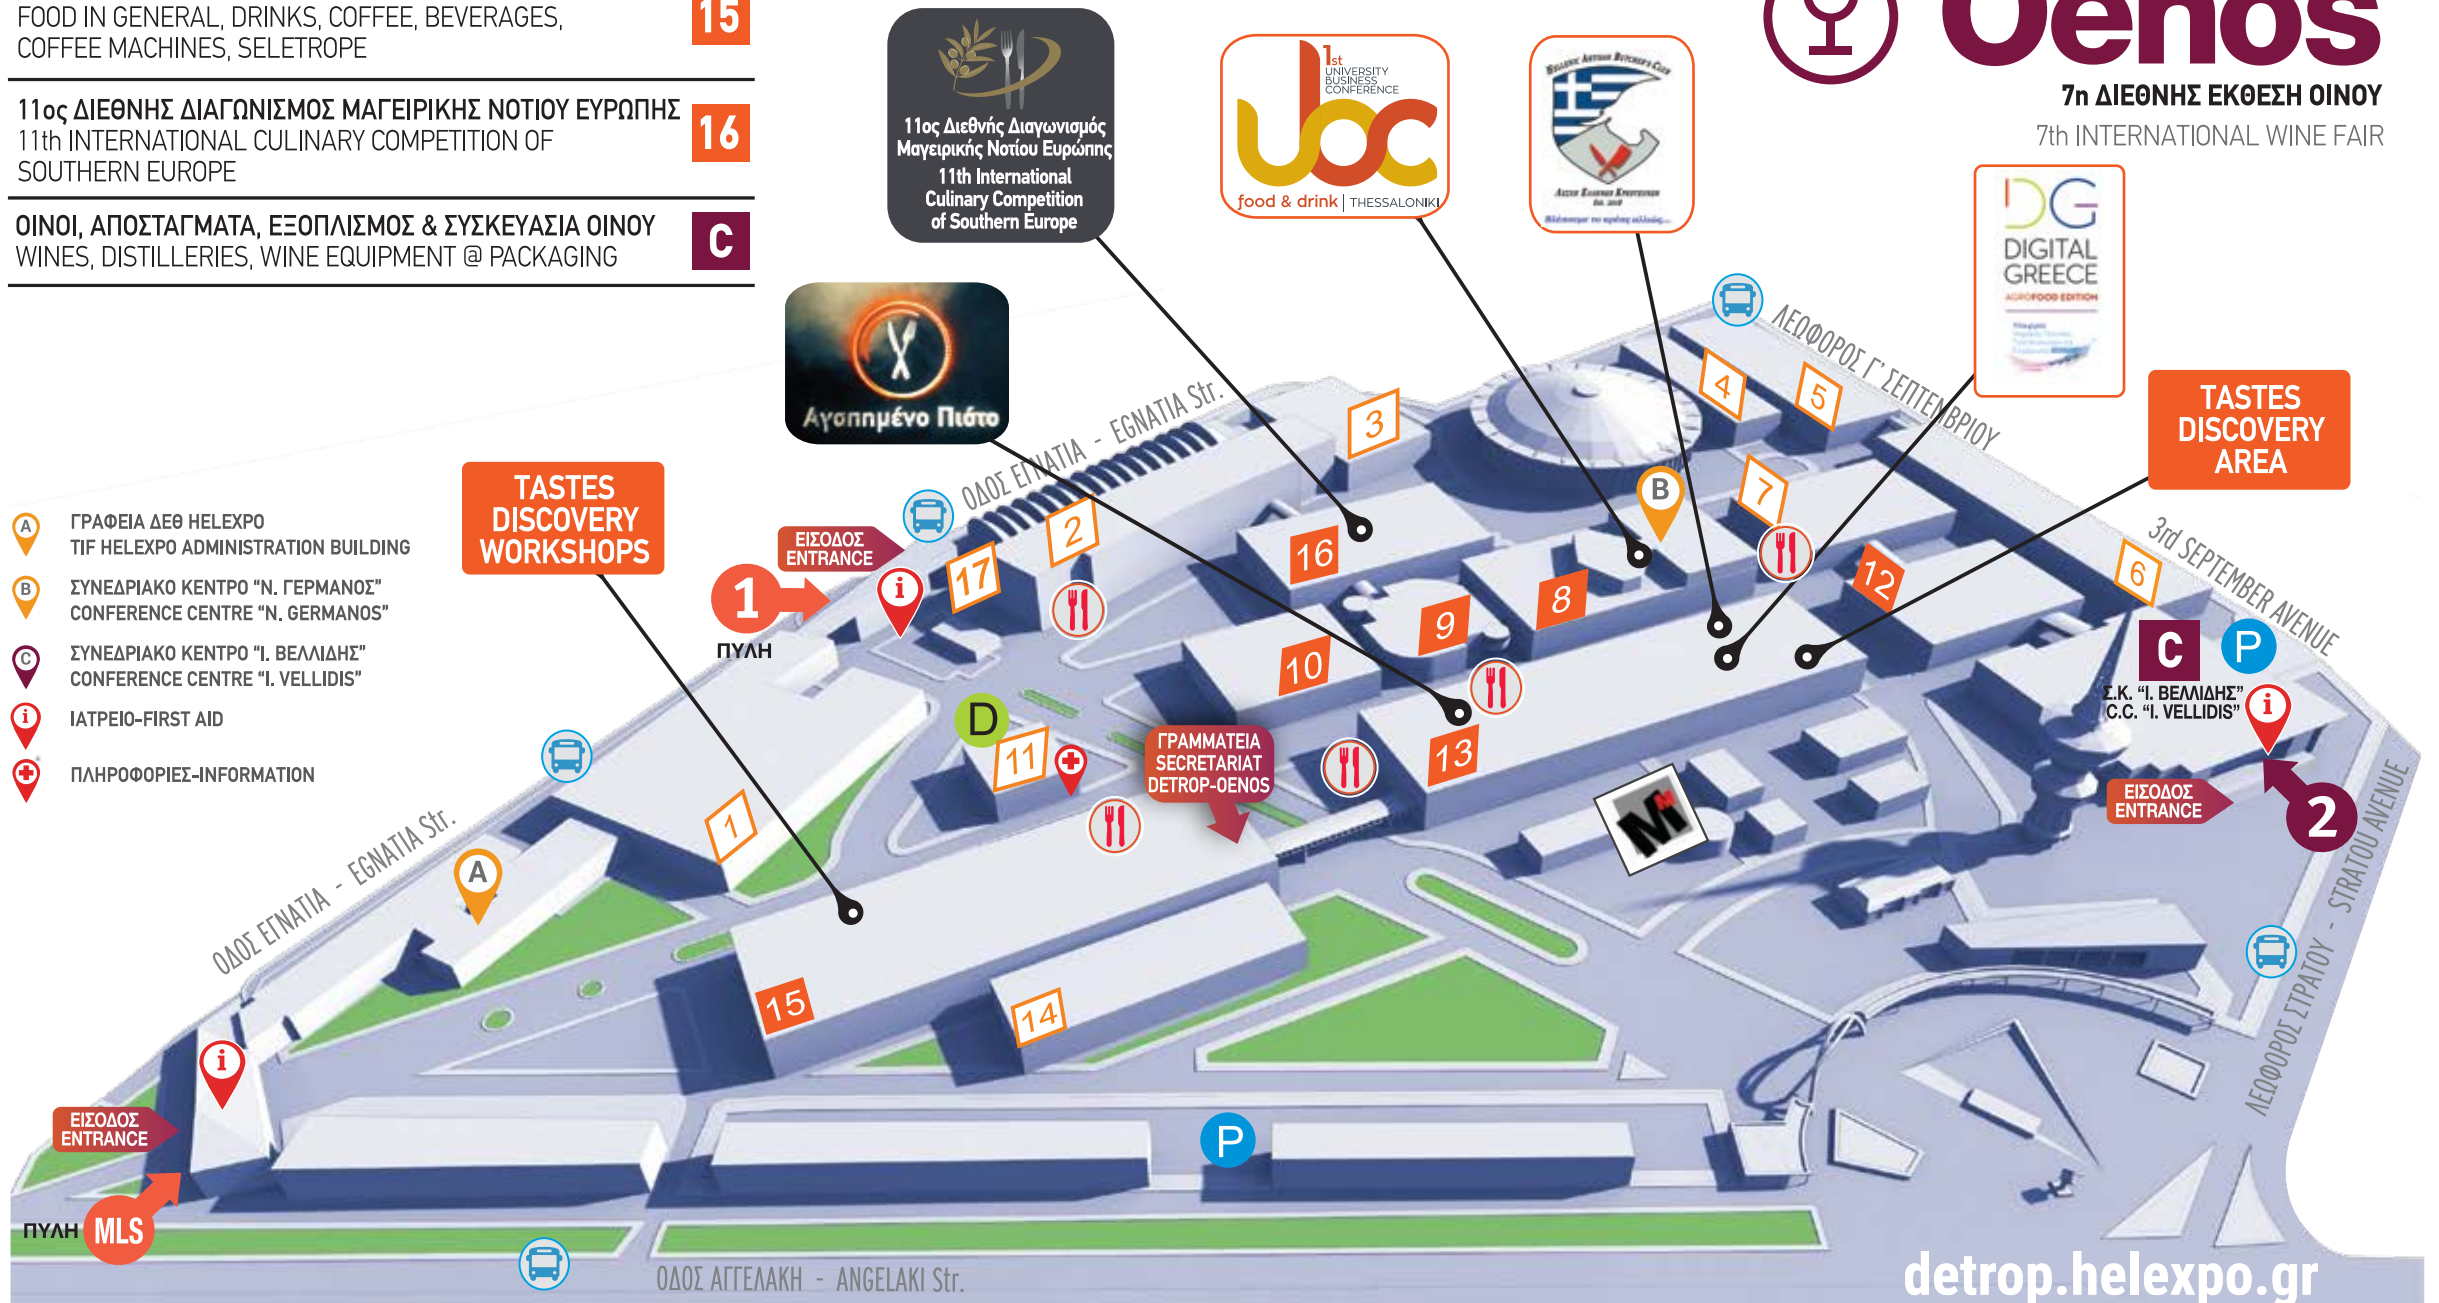 FOOD IN GENERAL, DRINKS, COFFEE, BEVERAGES,
COFFEE MACHINES, SELETROPE
15
11ος ΔΙΕΘΝΗΣ ΔΙΑΓΩΝΙΣΜΟΣ ΜΑΓΕΙΡΙΚΗΣ ΝΟΤΙΟΥ ΕΥΡΩΠΗΣ
11th INTERNATIONAL CULINARY COMPETITION OF
SOUTHERN EUROPE
16
ΟΙΝΟΙ, ΑΠΟΣΤΑΓΜΑΤΑ, ΕΞΟΠΛΙΣΜΟΣ & ΣΥΣΚΕΥΑΣΙΑ ΟΙΝΟΥ
WINES, DISTILLERIES, WINE EQUIPMENT @ PACKAGING
C
11ος Διεθνής Διαγωνισμός
Μαγειρικής Νοτίου Ευρώπης
11th International
Culinary Competition
of Southern Europe
1st
UNIVERSITY
BUSINESS
CONFERENCE
UOC
food & drink | THESSALONIKI
HELLENIC ARTISAN BUTCHER'S CLUB
Oenos
7η ΔΙΕΘΝΗΣ ΕΚΘΕΣΗ ΟΙΝΟΥ
7th INTERNATIONAL WINE FAIR
DG
DIGITAL
GREECE
AGROFOOD EDITION
Αγαπημένο Πιάτο
TASTES
DISCOVERY
AREA
TASTES
DISCOVERY
WORKSHOPS
A
ΓΡΑΦΕΙΑ ΔΕΘ HELEXPO
TIF HELEXPO ADMINISTRATION BUILDING
B
ΣΥΝΕΔΡΙΑΚΟ ΚΕΝΤΡΟ “Ν. ΓΕΡΜΑΝΟΣ”
CONFERENCE CENTRE “N. GERMANOS”
C
ΣΥΝΕΔΡΙΑΚΟ ΚΕΝΤΡΟ “Ι. ΒΕΛΛΙΔΗΣ”
CONFERENCE CENTRE “I. VELLIDIS”
i
ΙΑΤΡΕΙΟ-FIRST AID
ΠΛΗΡΟΦΟΡΙΕΣ-INFORMATION
ΟΔΟΣ ΕΓΝΑΤΙΑ - EGNATIA Str.
ΛΕΩΦΟΡΟΣ Γ' ΣΕΠΤΕΜΒΡΙΟΥ
3rd SEPTEMBER AVENUE
ΕΙΣΟΔΟΣ
ENTRANCE
1
ΠΥΛΗ
i
17
2
3
4
5
B
7
16
8
9
10
12
6
C
P
Σ.Κ. “Ι. ΒΕΛΛΙΔΗΣ”
C.C. “I. VELLIDIS”
i
D
11
ΓΡΑΜΜΑΤΕΙΑ
SECRETARIAT
DETROP-OENOS
13
M
ΕΙΣΟΔΟΣ
ENTRANCE
2
1
A
ΟΔΟΣ ΕΓΝΑΤΙΑ - EGNATIA Str.
ΛΕΩΦΟΡΟΣ ΣΤΡΑΤΟΥ - STRATOU AVENUE
15
14
i
ΕΙΣΟΔΟΣ
ENTRANCE
P
ΠΥΛΗ
MLS
ΟΔΟΣ ΑΓΓΕΛΑΚΗ - ANGELAKI Str.
detrop.helexpo.gr